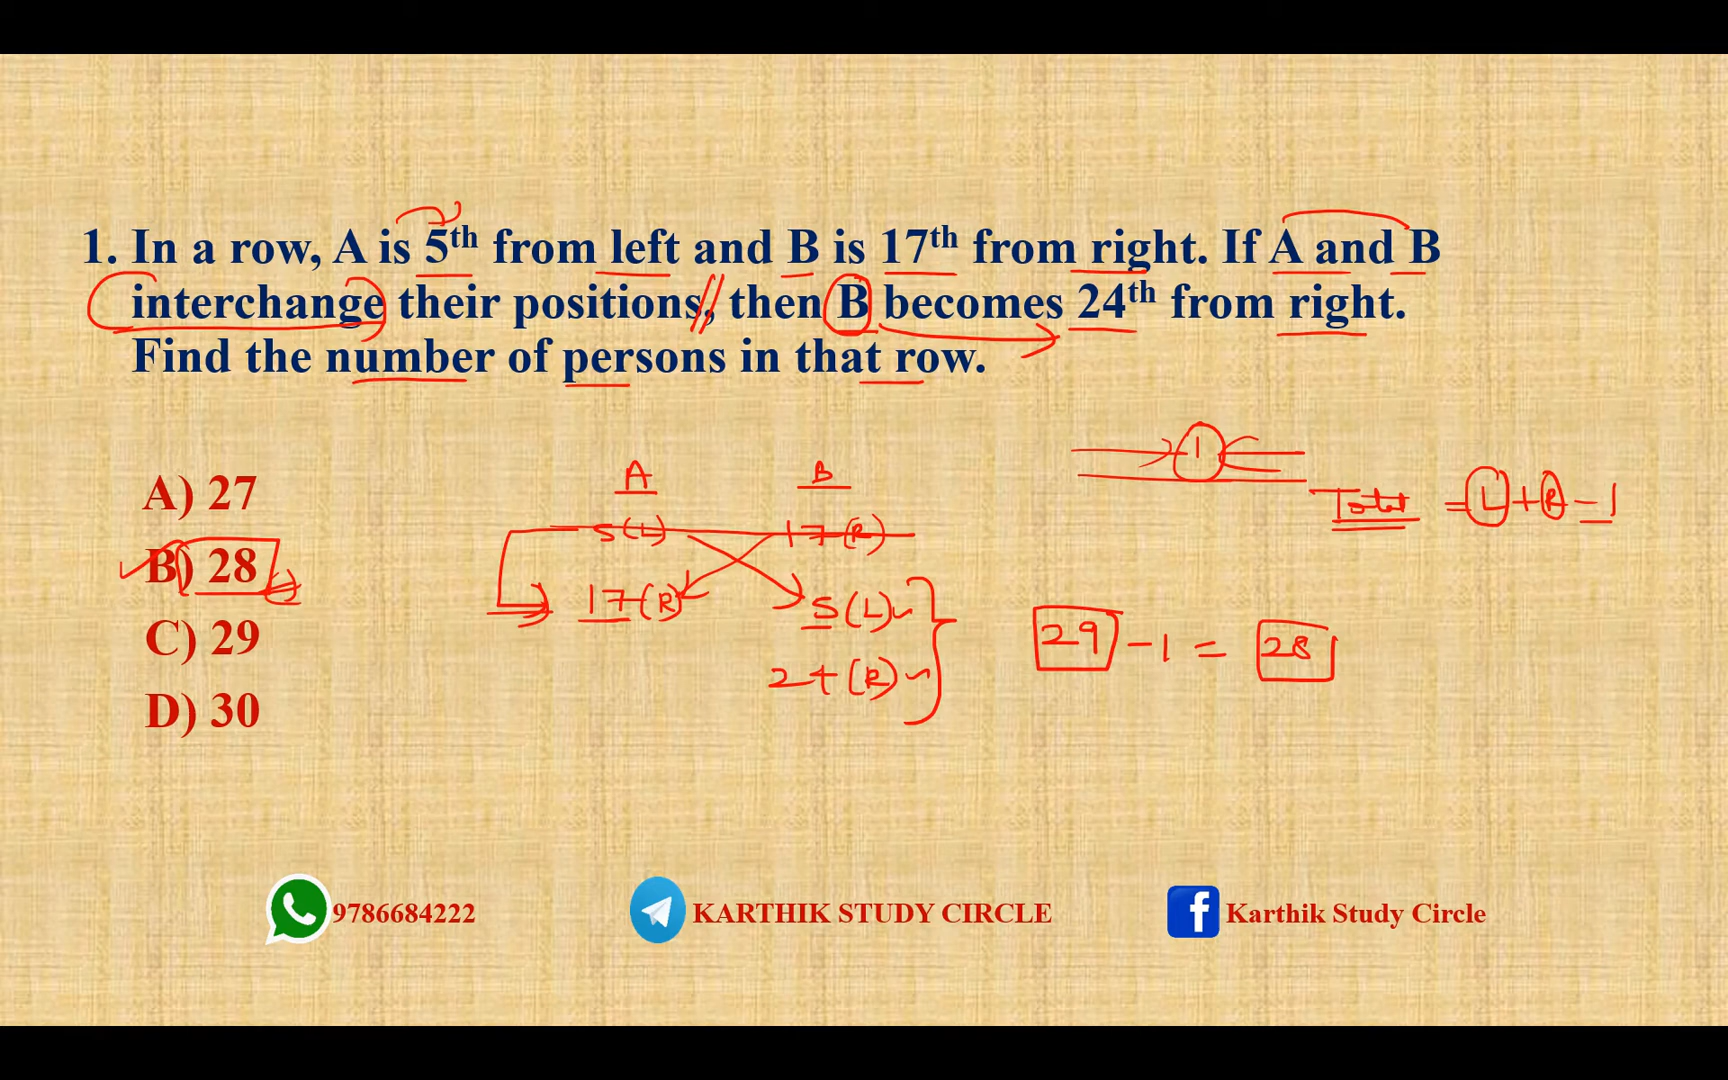 1. In a row, A is 5th from left and B is 17th from right. If A and B
interchange their positions, then B becomes 24th from right.
Find the number of persons in that row.
A) 27
B) 28
C) 29
D) 30
A B
5(L) 17(R)
17(R) 5(L)
24(R)
1
Total = L + R - 1
29 - 1 = 28
9786684222
KARTHIK STUDY CIRCLE
Karthik Study Circle